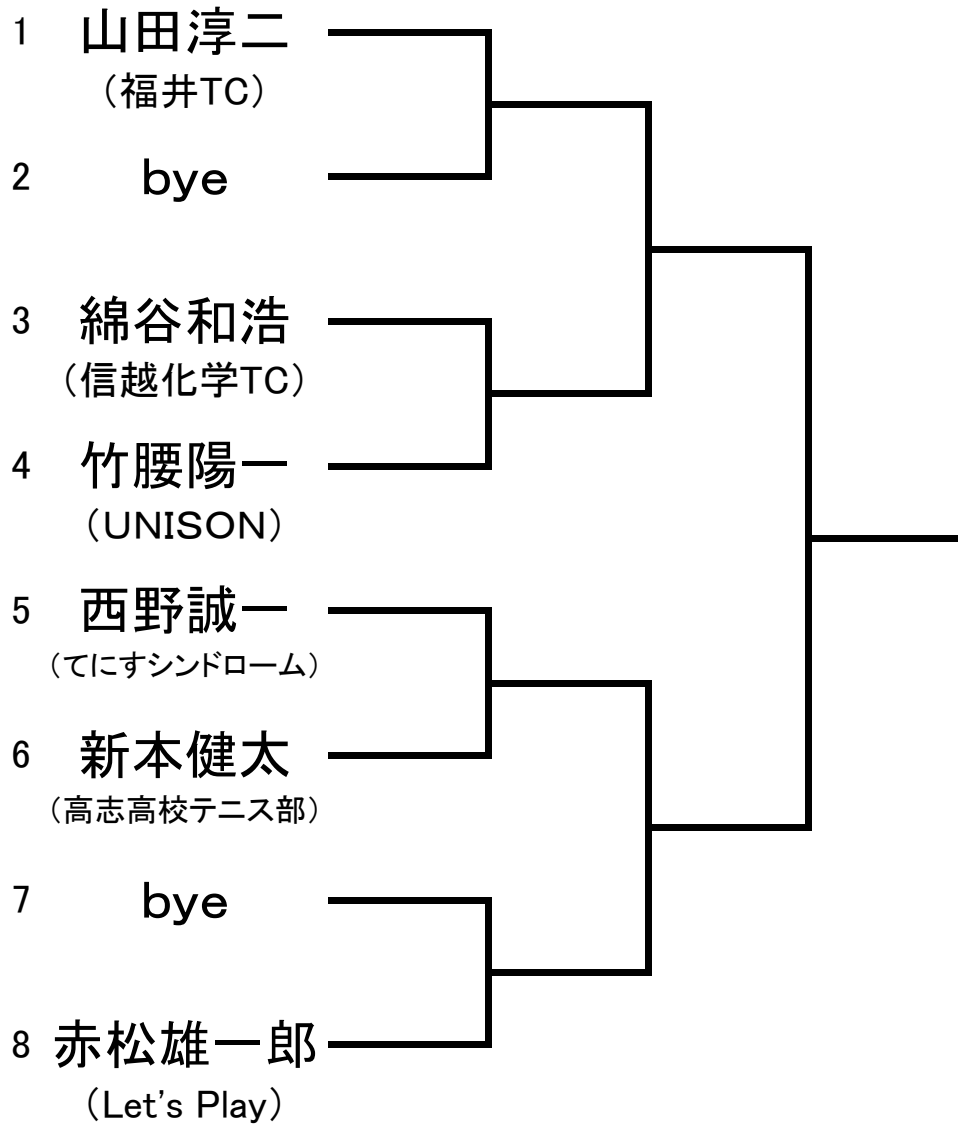 1 山田淳二
（福井TC）
2 bye
3 綿谷和浩
（信越化学TC）
4 竹腰陽一
（UNISON）
5 西野誠一
（てにすシンドローム）
6 新本健太
（高志高校テニス部）
7 bye
8 赤松雄一郎
（Let's Play）